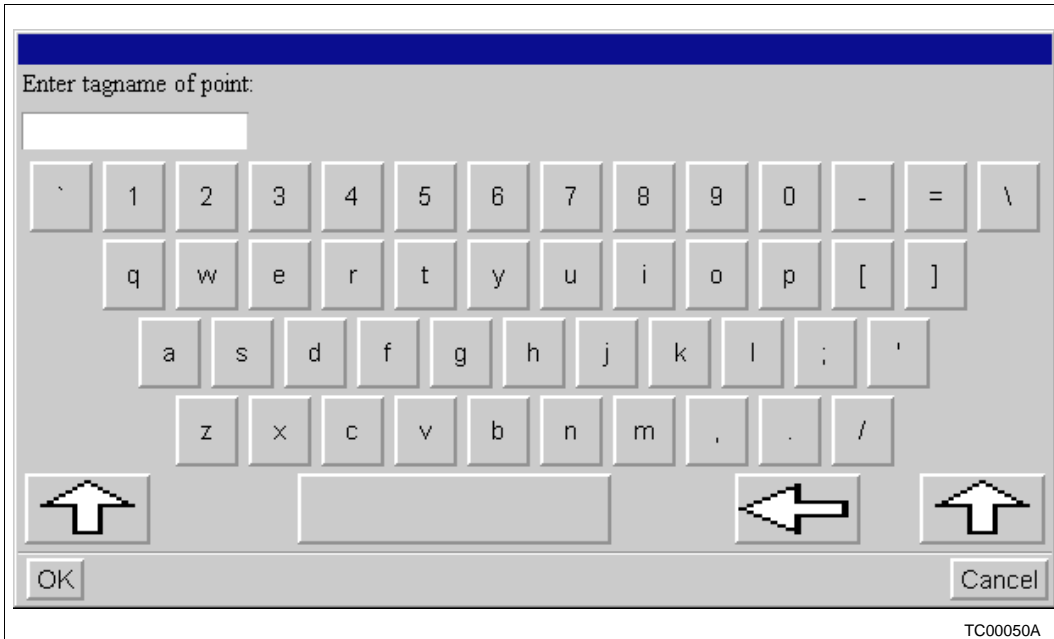 Enter tagname of point:
` 1 2 3 4 5 6 7 8 9 0 - = \
q w e r t y u i o p [ ]
a s d f g h j k l ; '
z x c v b n m , . /
OK Cancel
TC00050A